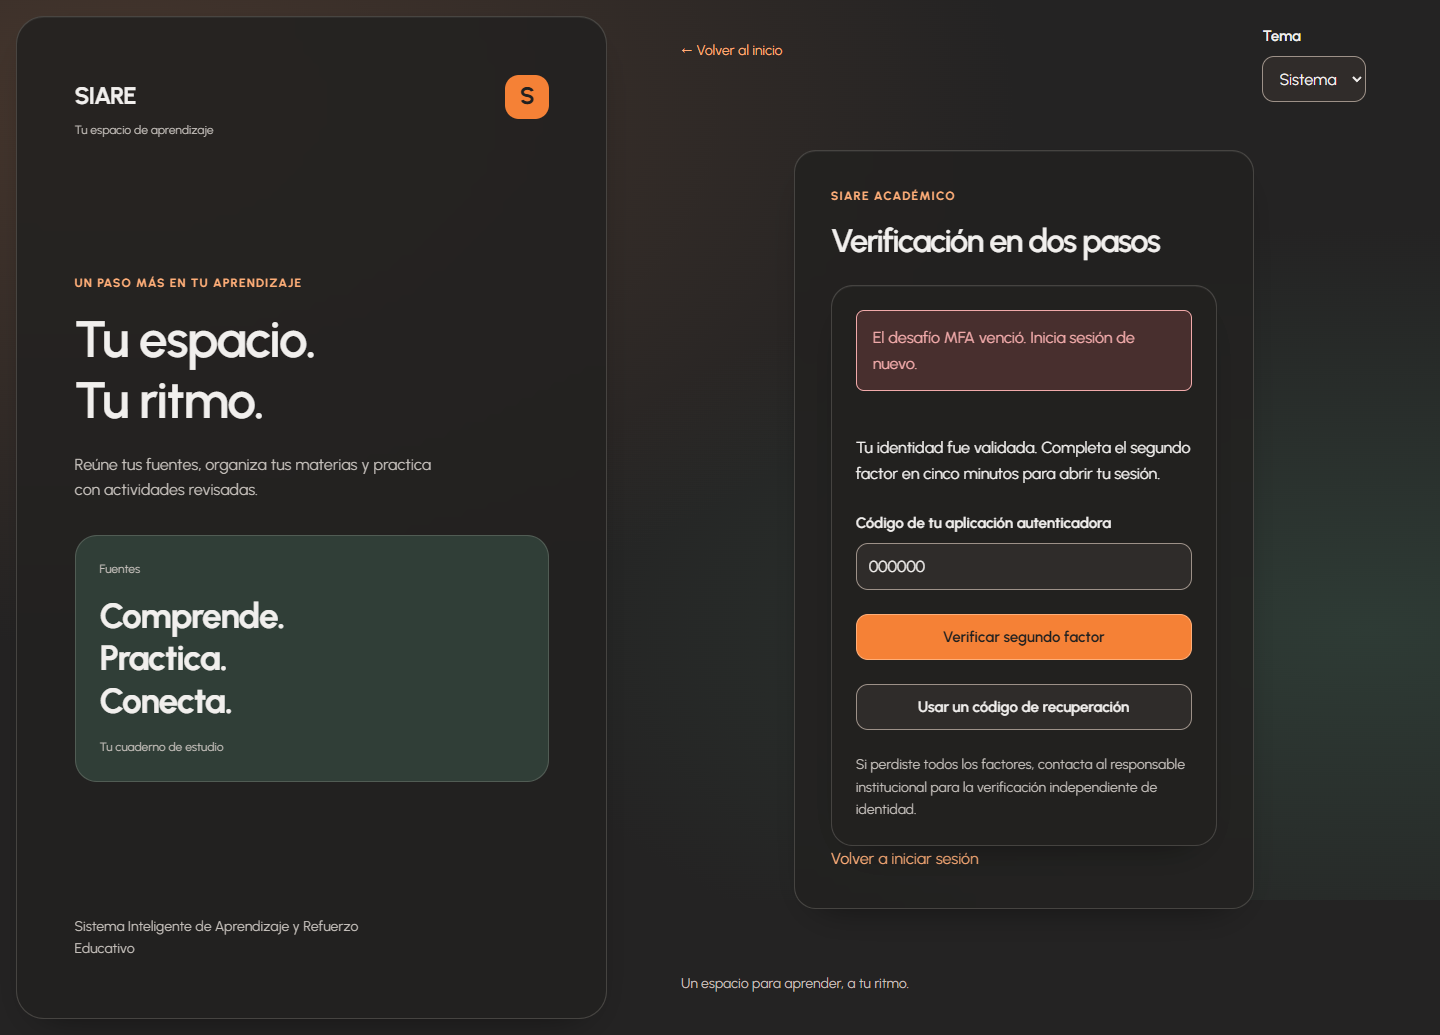 SIARE
S
Tu espacio de aprendizaje
UN PASO MÁS EN TU APRENDIZAJE
Tu espacio.
Tu ritmo.
Reúne tus fuentes, organiza tus materias y practica
con actividades revisadas.
Fuentes
Comprende.
Practica.
Conecta.
Tu cuaderno de estudio
Sistema Inteligente de Aprendizaje y Refuerzo
Educativo
← Volver al inicio
Tema
Sistema
SIARE ACADÉMICO
Verificación en dos pasos
El desafío MFA venció. Inicia sesión de
nuevo.
Tu identidad fue validada. Completa el segundo
factor en cinco minutos para abrir tu sesión.
Código de tu aplicación autenticadora
000000
Verificar segundo factor
Usar un código de recuperación
Si perdiste todos los factores, contacta al responsable
institucional para la verificación independiente de
identidad.
Volver a iniciar sesión
Un espacio para aprender, a tu ritmo.